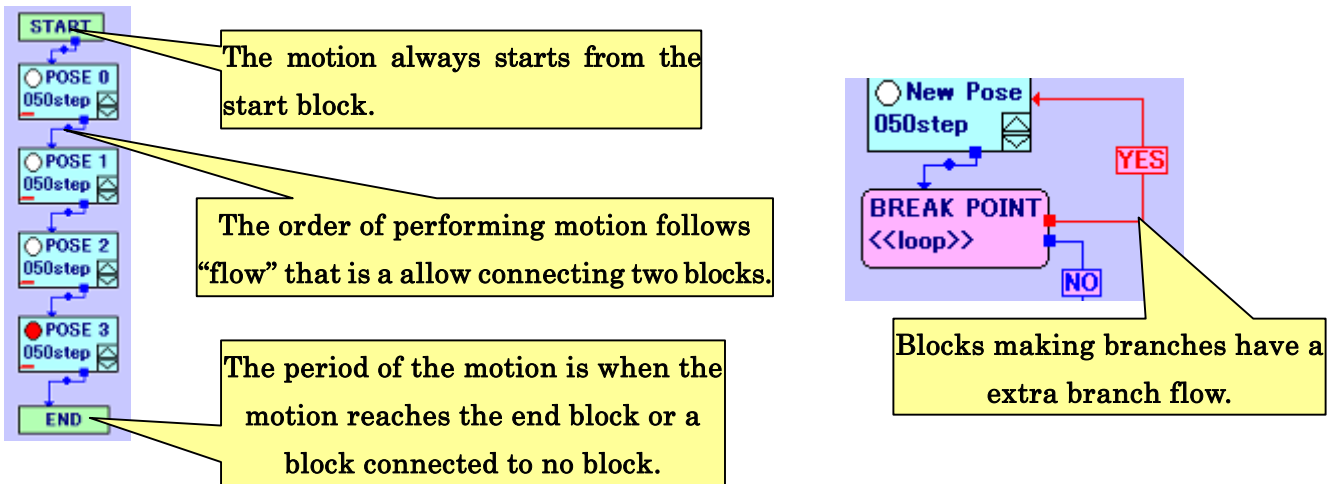 START
POSE 0
050step
POSE 1
050step
POSE 2
050step
POSE 3
050step
END
The motion always starts from the
start block.
The order of performing motion follows
“flow” that is a allow connecting two blocks.
The period of the motion is when the
motion reaches the end block or a
block connected to no block.
New Pose
050step
YES
BREAK POINT
<<loop>>
NO
Blocks making branches have a
extra branch flow.